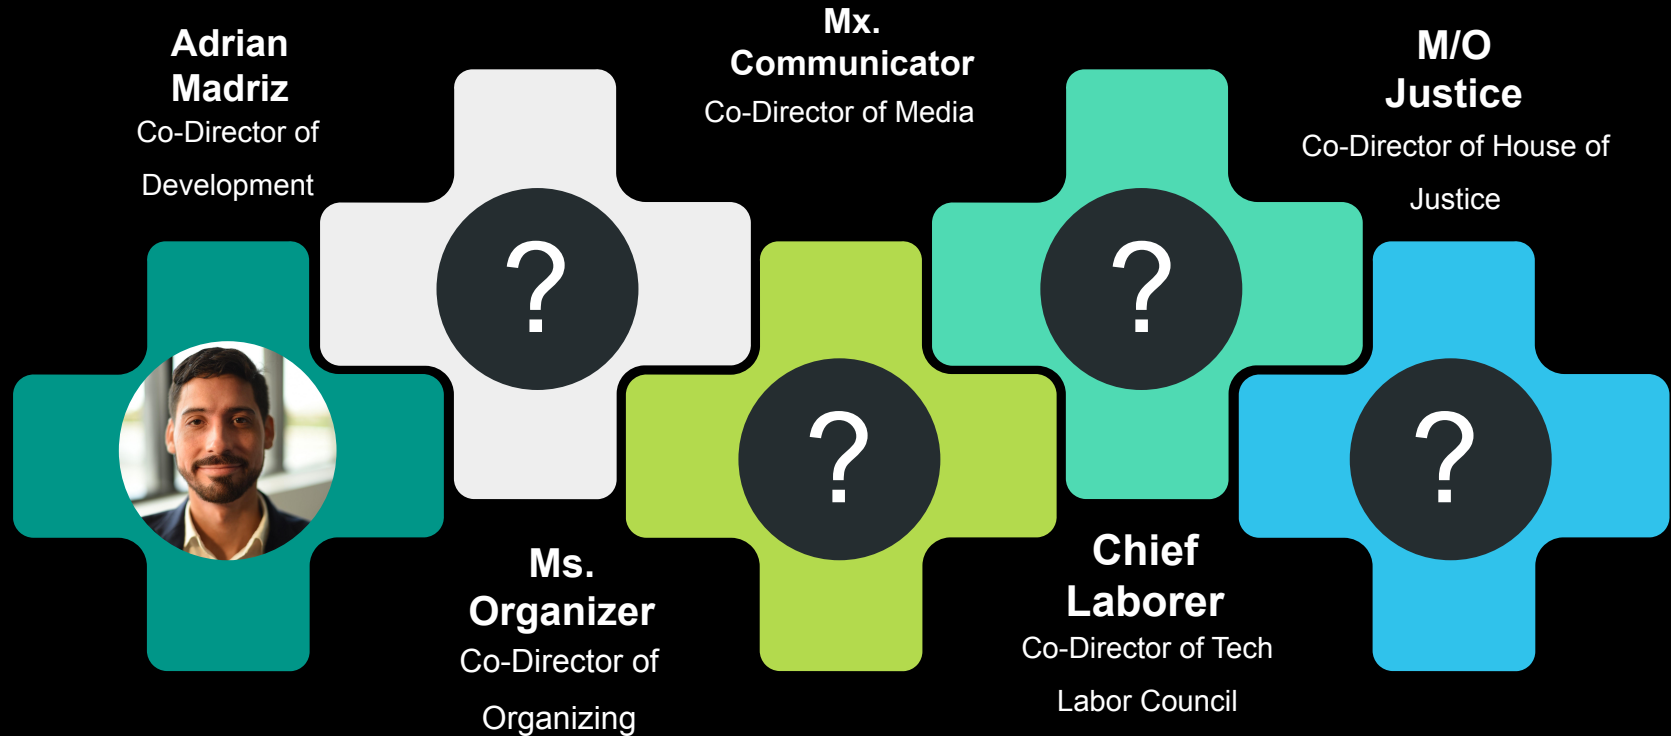 Adrian
Madriz
Co-Director of
Development
?
Ms.
Organizer
Co-Director of
Organizing
Mx.
Communicator
Co-Director of Media
?
?
Chief
Laborer
Co-Director of Tech
Labor Council
M/O
Justice
Co-Director of House of
Justice
?